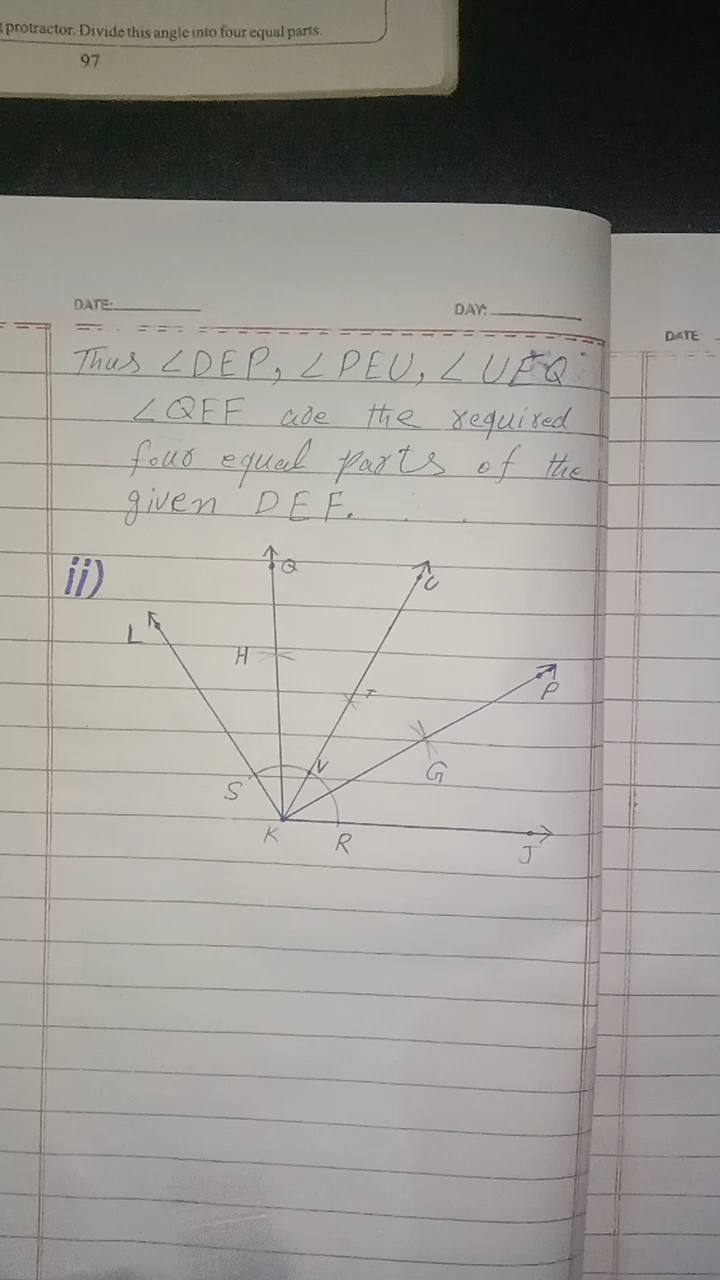 protractor. Divide this angle into four equal parts.
97
DATE: DAY:
DATE
Thus ∠DEP, ∠PEU, ∠UEQ
∠QEF are the required
four equal parts of the
given DEF.
ii)
Q
U
L
H
P
T
G
S
V
K
R
J